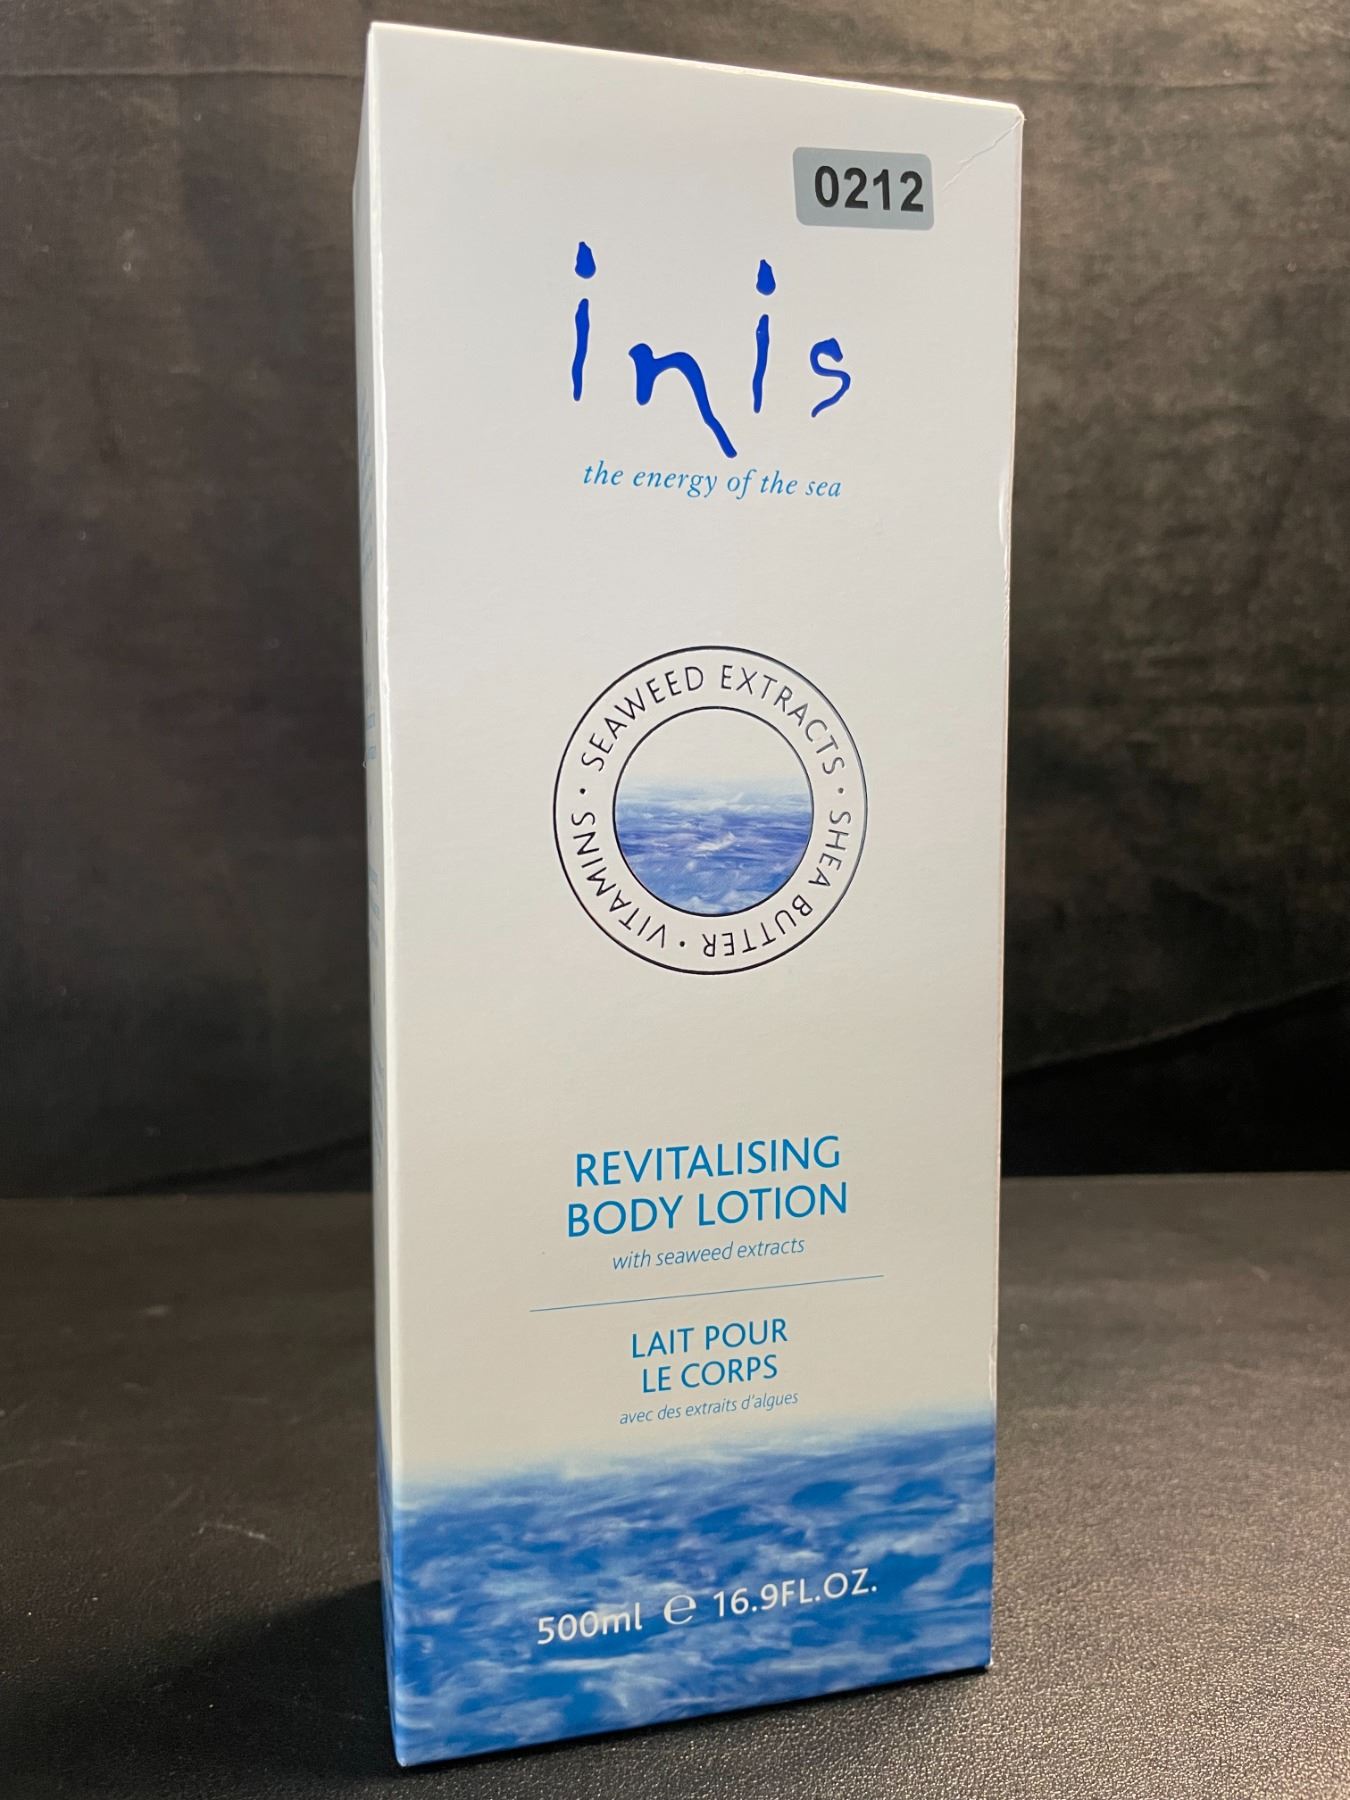 0212
inis
the energy of the sea
• SEAWEED EXTRACTS • SHEA BUTTER • VITAMINS
REVITALISING
BODY LOTION
with seaweed extracts
LAIT POUR
LE CORPS
avec des extraits d'algues
500ml ℮ 16.9FL.OZ.